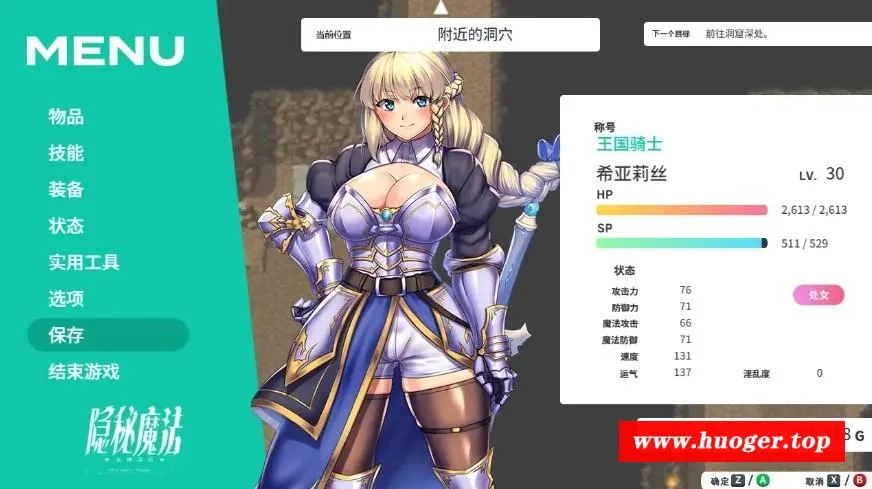 当前位置
附近的洞穴
下一个目标
前往洞窟深处。
MENU
物品
技能
装备
状态
实用工具
选项
保存
结束游戏
隐秘魔法
称号
王国骑士
希亚莉丝
LV. 30
HP
2,613 / 2,613
SP
511 / 529
状态
攻击力 76
防御力 71
处女
魔法攻击 66
魔法防御 71
速度 131
运气 137
淫乱度 0
www.huoger.top
G
确定 Z / A
取消 X / B